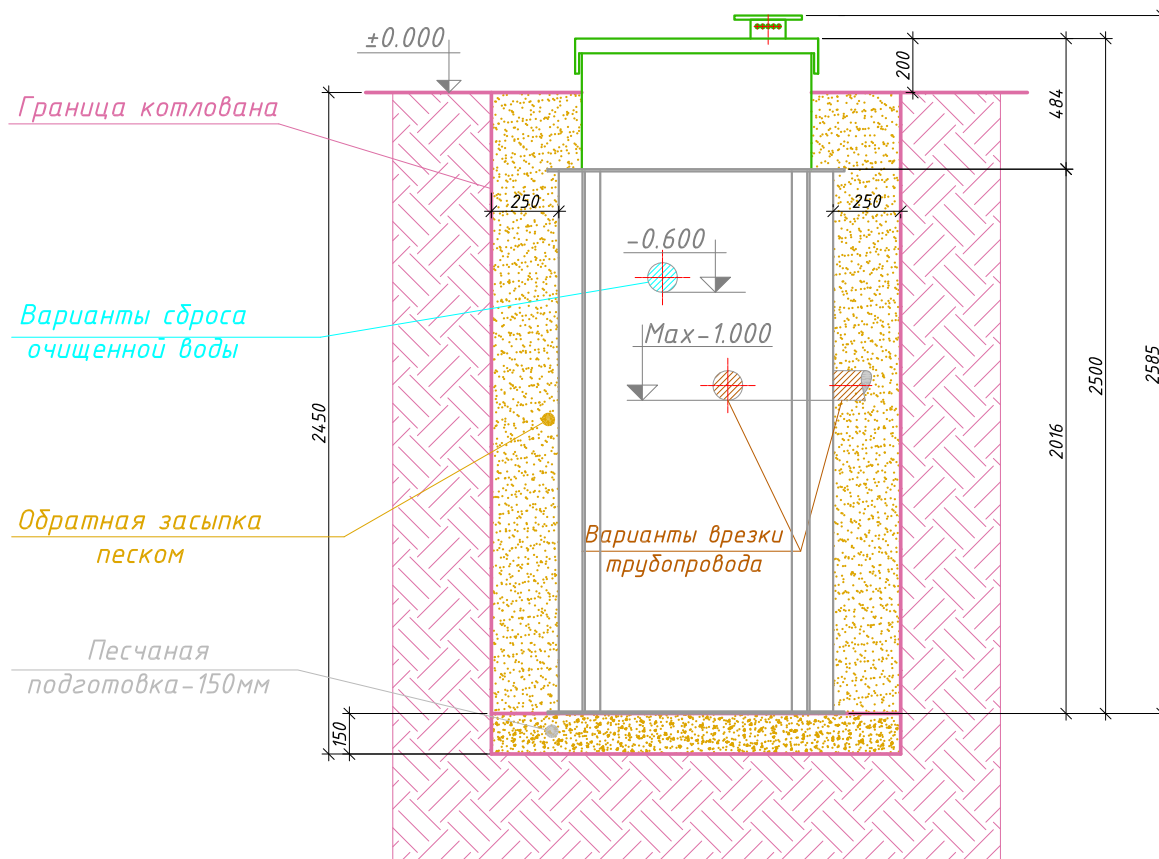 ±0.000
200
Граница котлована
484
250
250
-0.600
Варианты сброса
очищенной воды
Max-1.000
2585
2500
2450
2016
Обратная засыпка
песком
Варианты врезки
трубопровода
Песчаная
подготовка-150мм
150